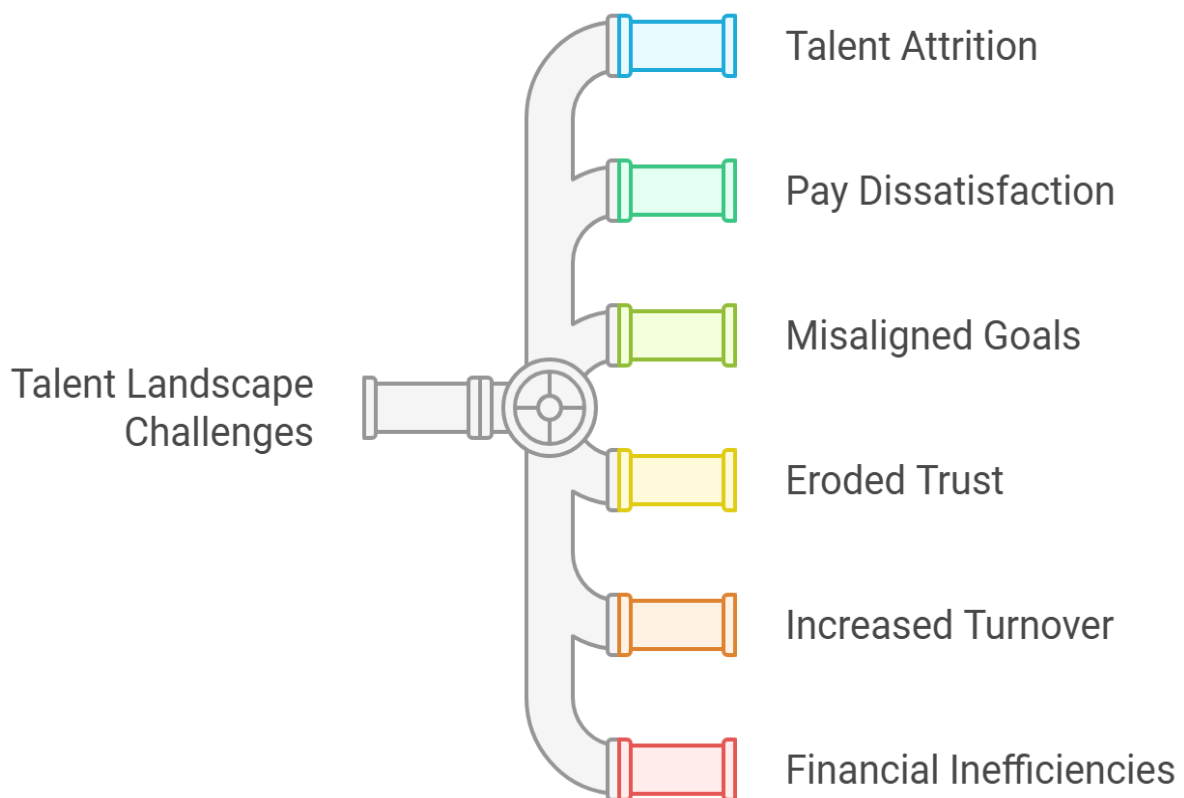 Talent Attrition
Pay Dissatisfaction
Misaligned Goals
Talent Landscape
Challenges
Eroded Trust
Increased Turnover
Financial Inefficiencies